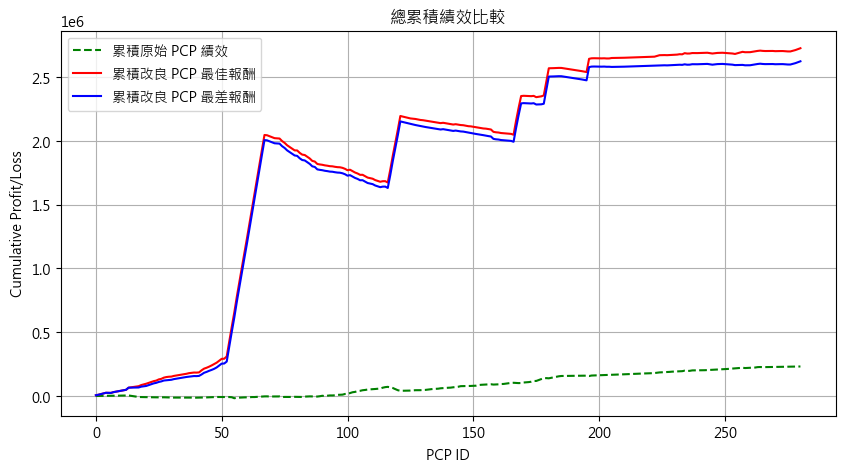 總累積績效比較
1e6
累積原始 PCP 績效
累積改良 PCP 最佳報酬
累積改良 PCP 最差報酬
Cumulative Profit/Loss
2.5
2.0
1.5
1.0
0.5
0.0
0 50 100 150 200 250
PCP ID